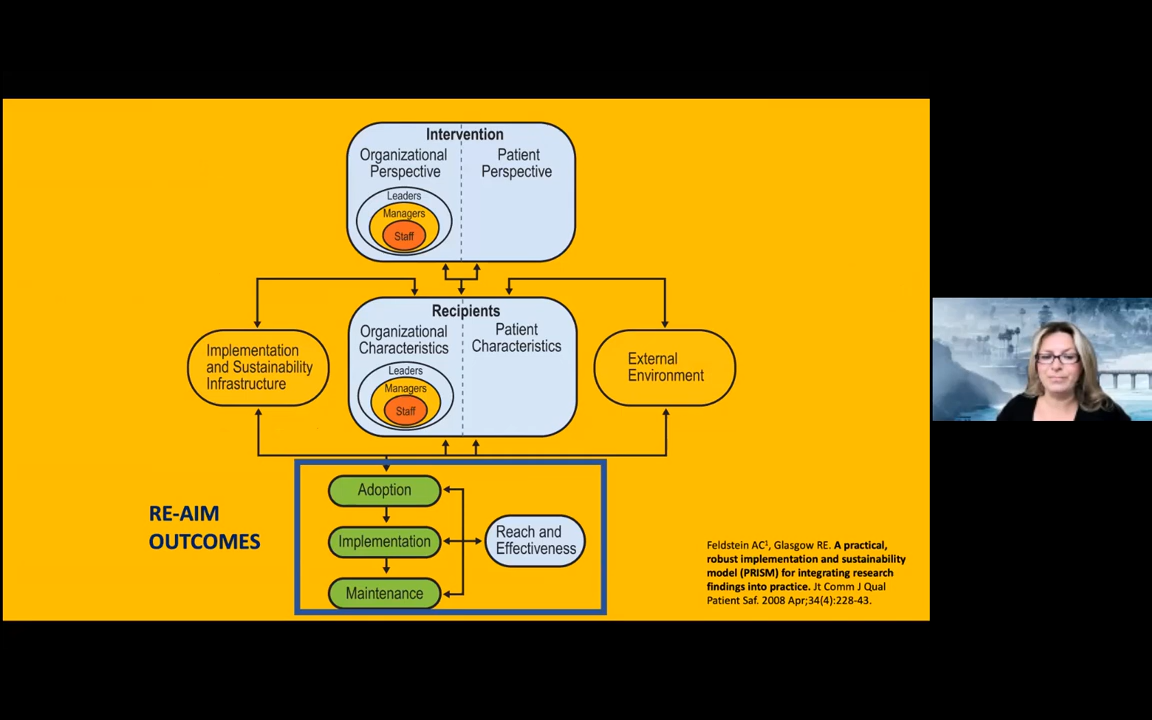 Intervention
Organizational
Perspective
Patient
Perspective
Leaders
Managers
Staff
Recipients
Organizational
Characteristics
Patient
Characteristics
Leaders
Managers
Staff
Implementation
and Sustainability
Infrastructure
External
Environment
RE-AIM
OUTCOMES
Adoption
Implementation
Maintenance
Reach and
Effectiveness
Feldstein AC¹, Glasgow RE. A practical,
robust implementation and sustainability
model (PRISM) for integrating research
findings into practice. Jt Comm J Qual
Patient Saf. 2008 Apr;34(4):228-43.